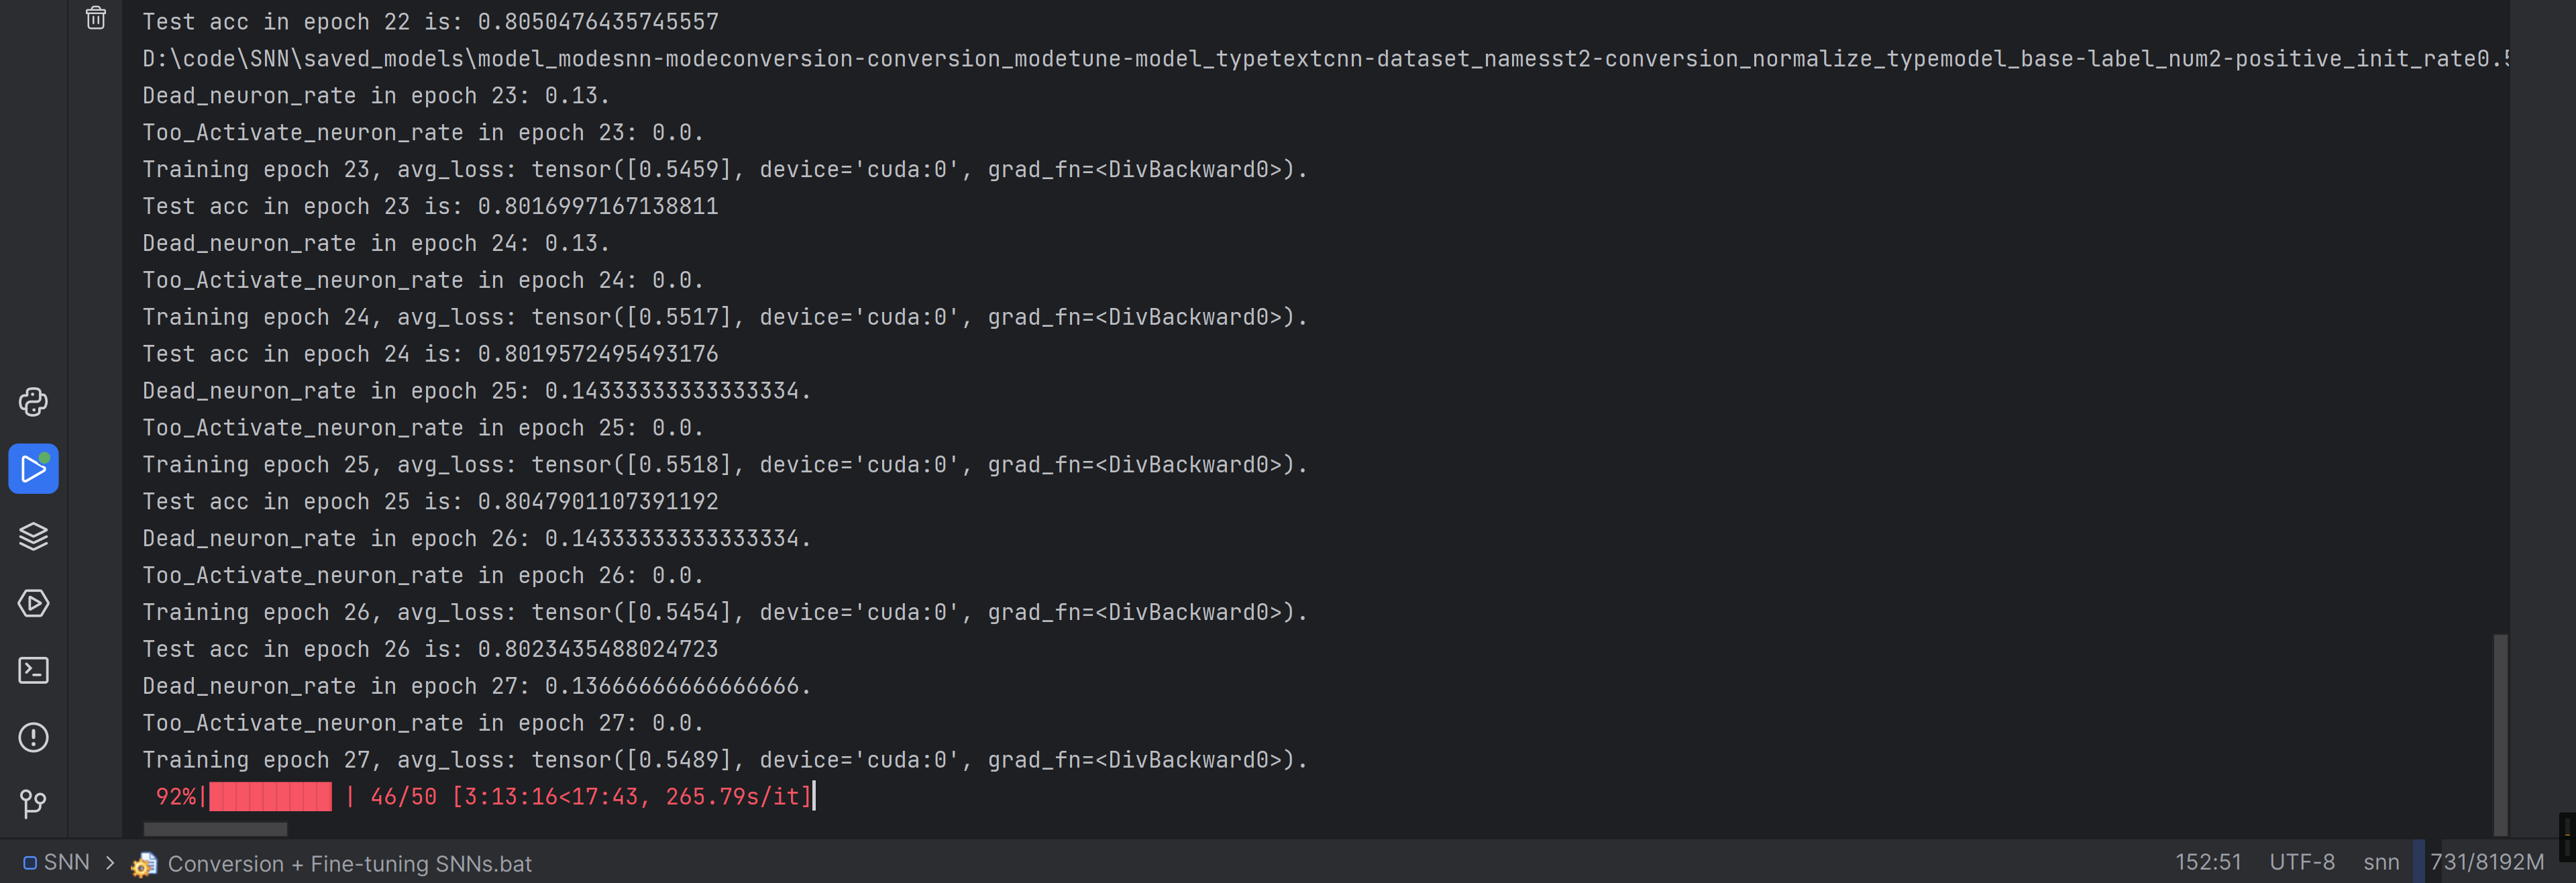 Test acc in epoch 22 is: 0.8050476435745557
D:\code\SNN\saved_models\model_modesnn-modeconversion-conversion_modetune-model_typetextcnn-dataset_namesst2-conversion_normalize_typemodel_base-label_num2-positive_init_rate0.5
Dead_neuron_rate in epoch 23: 0.13.
Too_Activate_neuron_rate in epoch 23: 0.0.
Training epoch 23, avg_loss: tensor([0.5459], device='cuda:0', grad_fn=<DivBackward0>).
Test acc in epoch 23 is: 0.8016997167138811
Dead_neuron_rate in epoch 24: 0.13.
Too_Activate_neuron_rate in epoch 24: 0.0.
Training epoch 24, avg_loss: tensor([0.5517], device='cuda:0', grad_fn=<DivBackward0>).
Test acc in epoch 24 is: 0.8019572495493176
Dead_neuron_rate in epoch 25: 0.14333333333333334.
Too_Activate_neuron_rate in epoch 25: 0.0.
Training epoch 25, avg_loss: tensor([0.5518], device='cuda:0', grad_fn=<DivBackward0>).
Test acc in epoch 25 is: 0.8047901107391192
Dead_neuron_rate in epoch 26: 0.14333333333333334.
Too_Activate_neuron_rate in epoch 26: 0.0.
Training epoch 26, avg_loss: tensor([0.5454], device='cuda:0', grad_fn=<DivBackward0>).
Test acc in epoch 26 is: 0.8023435488024723
Dead_neuron_rate in epoch 27: 0.13666666666666666.
Too_Activate_neuron_rate in epoch 27: 0.0.
Training epoch 27, avg_loss: tensor([0.5489], device='cuda:0', grad_fn=<DivBackward0>).
92%|█████████ | 46/50 [3:13:16<17:43, 265.79s/it]
SNN > Conversion + Fine-tuning SNNs.bat 152:51 UTF-8 snn 731/8192M